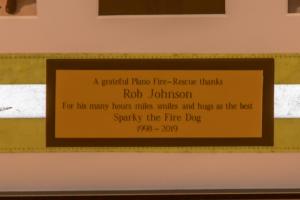 A grateful Plano Fire-Rescue thanks
Rob Johnson
For his many hours miles smiles and hugs as the best
Sparky the Fire Dog
1998 - 2019